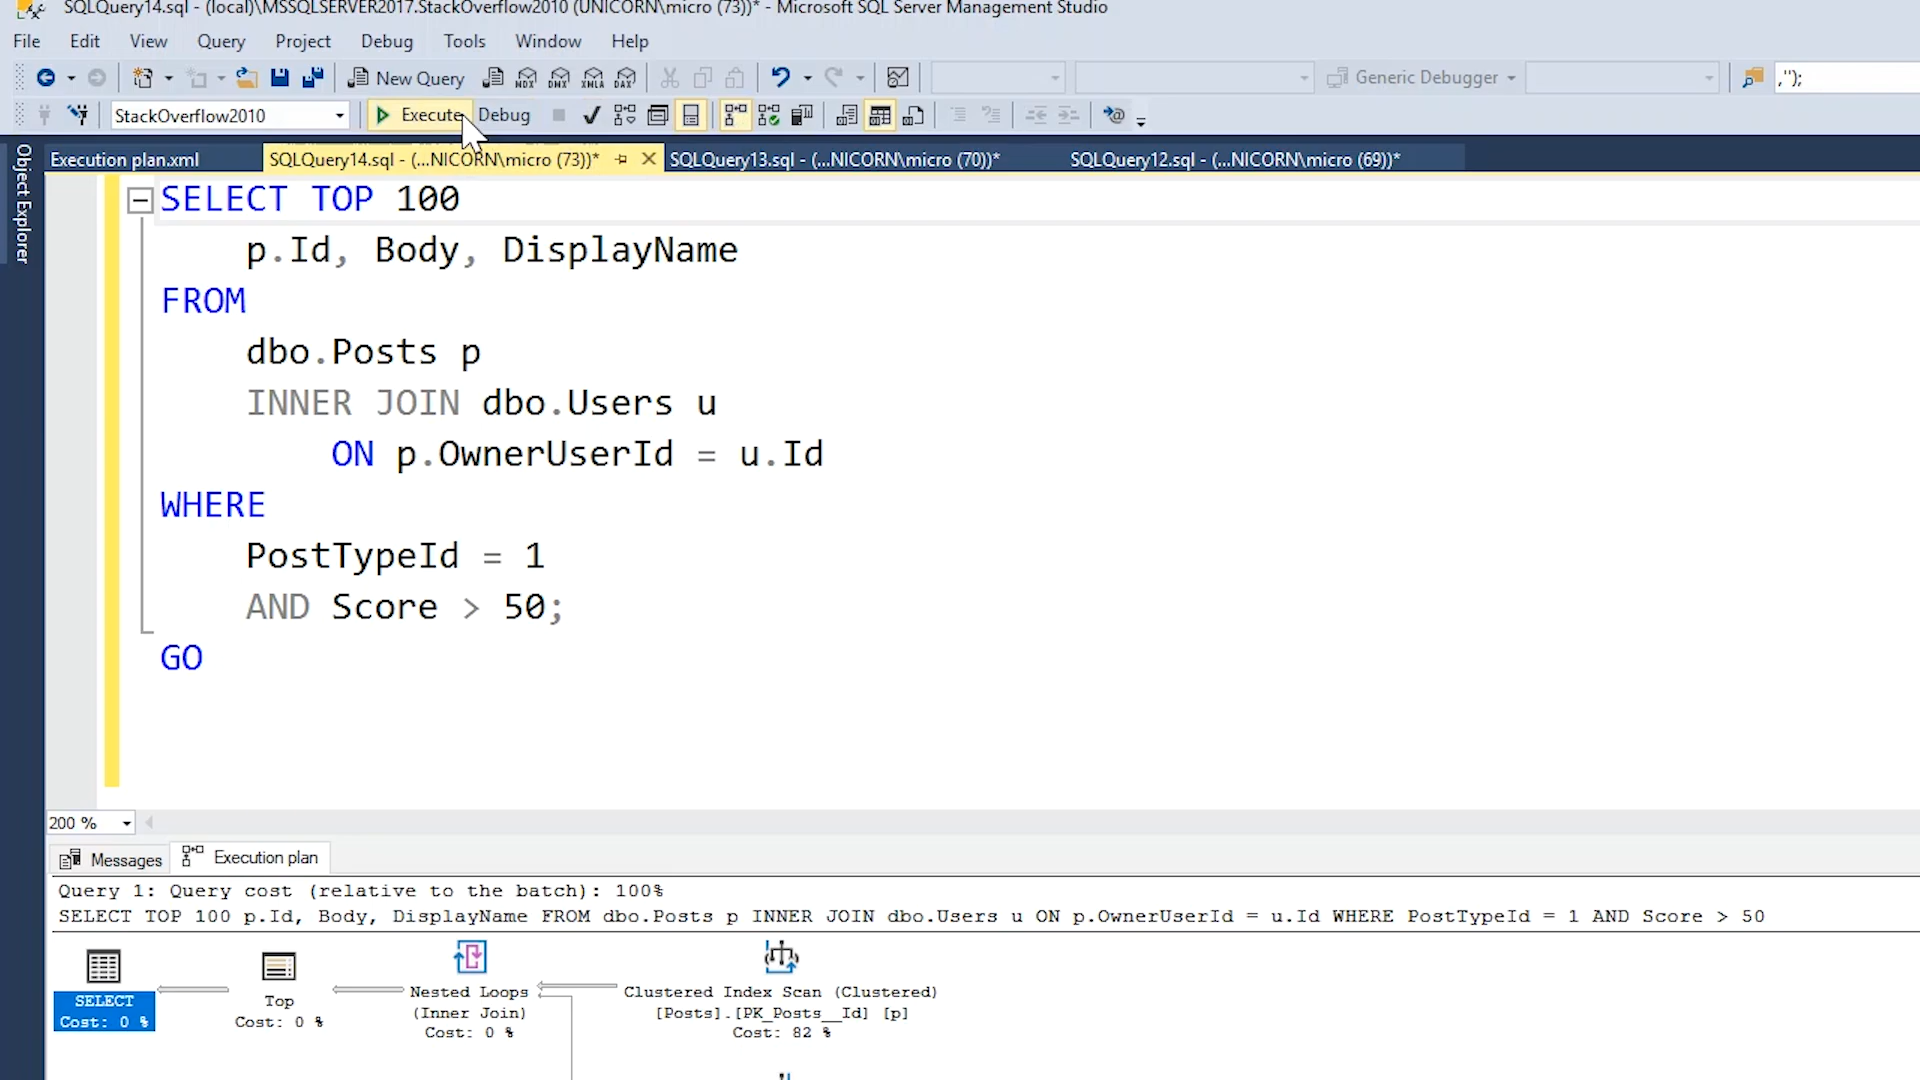 SQLQuery14.sql - (local)\MSSQLSERVER2017.StackOverflow2010 (UNICORN\micro (73))* - Microsoft SQL Server Management Studio
File Edit View Query Project Debug Tools Window Help
New Query MDX DMX XMLA DAX Generic Debugger ,");
StackOverflow2010 Execute Debug
Object Explorer
Execution plan.xml SQLQuery14.sql - (...NICORN\micro (73))* SQLQuery13.sql - (...NICORN\micro (70))* SQLQuery12.sql - (...NICORN\micro (69))*
SELECT TOP 100
p.Id, Body, DisplayName
FROM
dbo.Posts p
INNER JOIN dbo.Users u
ON p.OwnerUserId = u.Id
WHERE
PostTypeId = 1
AND Score > 50;
GO
200 %
Messages Execution plan
Query 1: Query cost (relative to the batch): 100%
SELECT TOP 100 p.Id, Body, DisplayName FROM dbo.Posts p INNER JOIN dbo.Users u ON p.OwnerUserId = u.Id WHERE PostTypeId = 1 AND Score > 50
SELECT
Cost: 0 %
Top
Cost: 0 %
Nested Loops
(Inner Join)
Cost: 0 %
Clustered Index Scan (Clustered)
[Posts].[PK_Posts__Id] [p]
Cost: 82 %